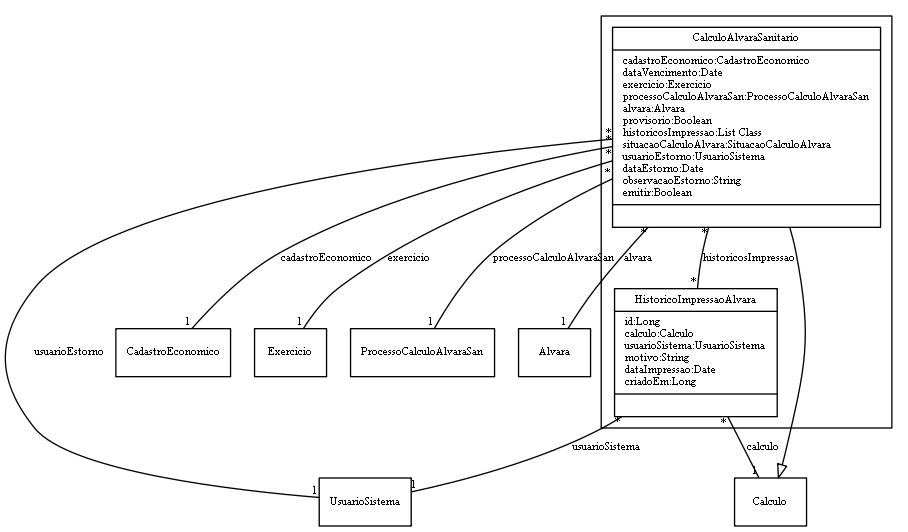 CalculoAlvaraSanitario
cadastroEconomico:CadastroEconomico
dataVencimento:Date
exercicio:Exercicio
processoCalculoAlvaraSan:ProcessoCalculoAlvaraSan
alvara:Alvara
provisorio:Boolean
historicosImpressao:List Class
situacaoCalculoAlvara:SituacaoCalculoAlvara
usuarioEstorno:UsuarioSistema
dataEstorno:Date
observacaoEstorno:String
emitir:Boolean
*
*
*
*
* *
cadastroEconomico exercicio processoCalculoAlvaraSan alvara historicosImpressao
*
HistoricoImpressaoAlvara
id:Long
calculo:Calculo
usuarioSistema:UsuarioSistema
motivo:String
dataImpressao:Date
criadoEm:Long
1 1 1 1
usuarioEstorno CadastroEconomico Exercicio ProcessoCalculoAlvaraSan Alvara
* *
usuarioSistema calculo
1 1 1
UsuarioSistema Calculo